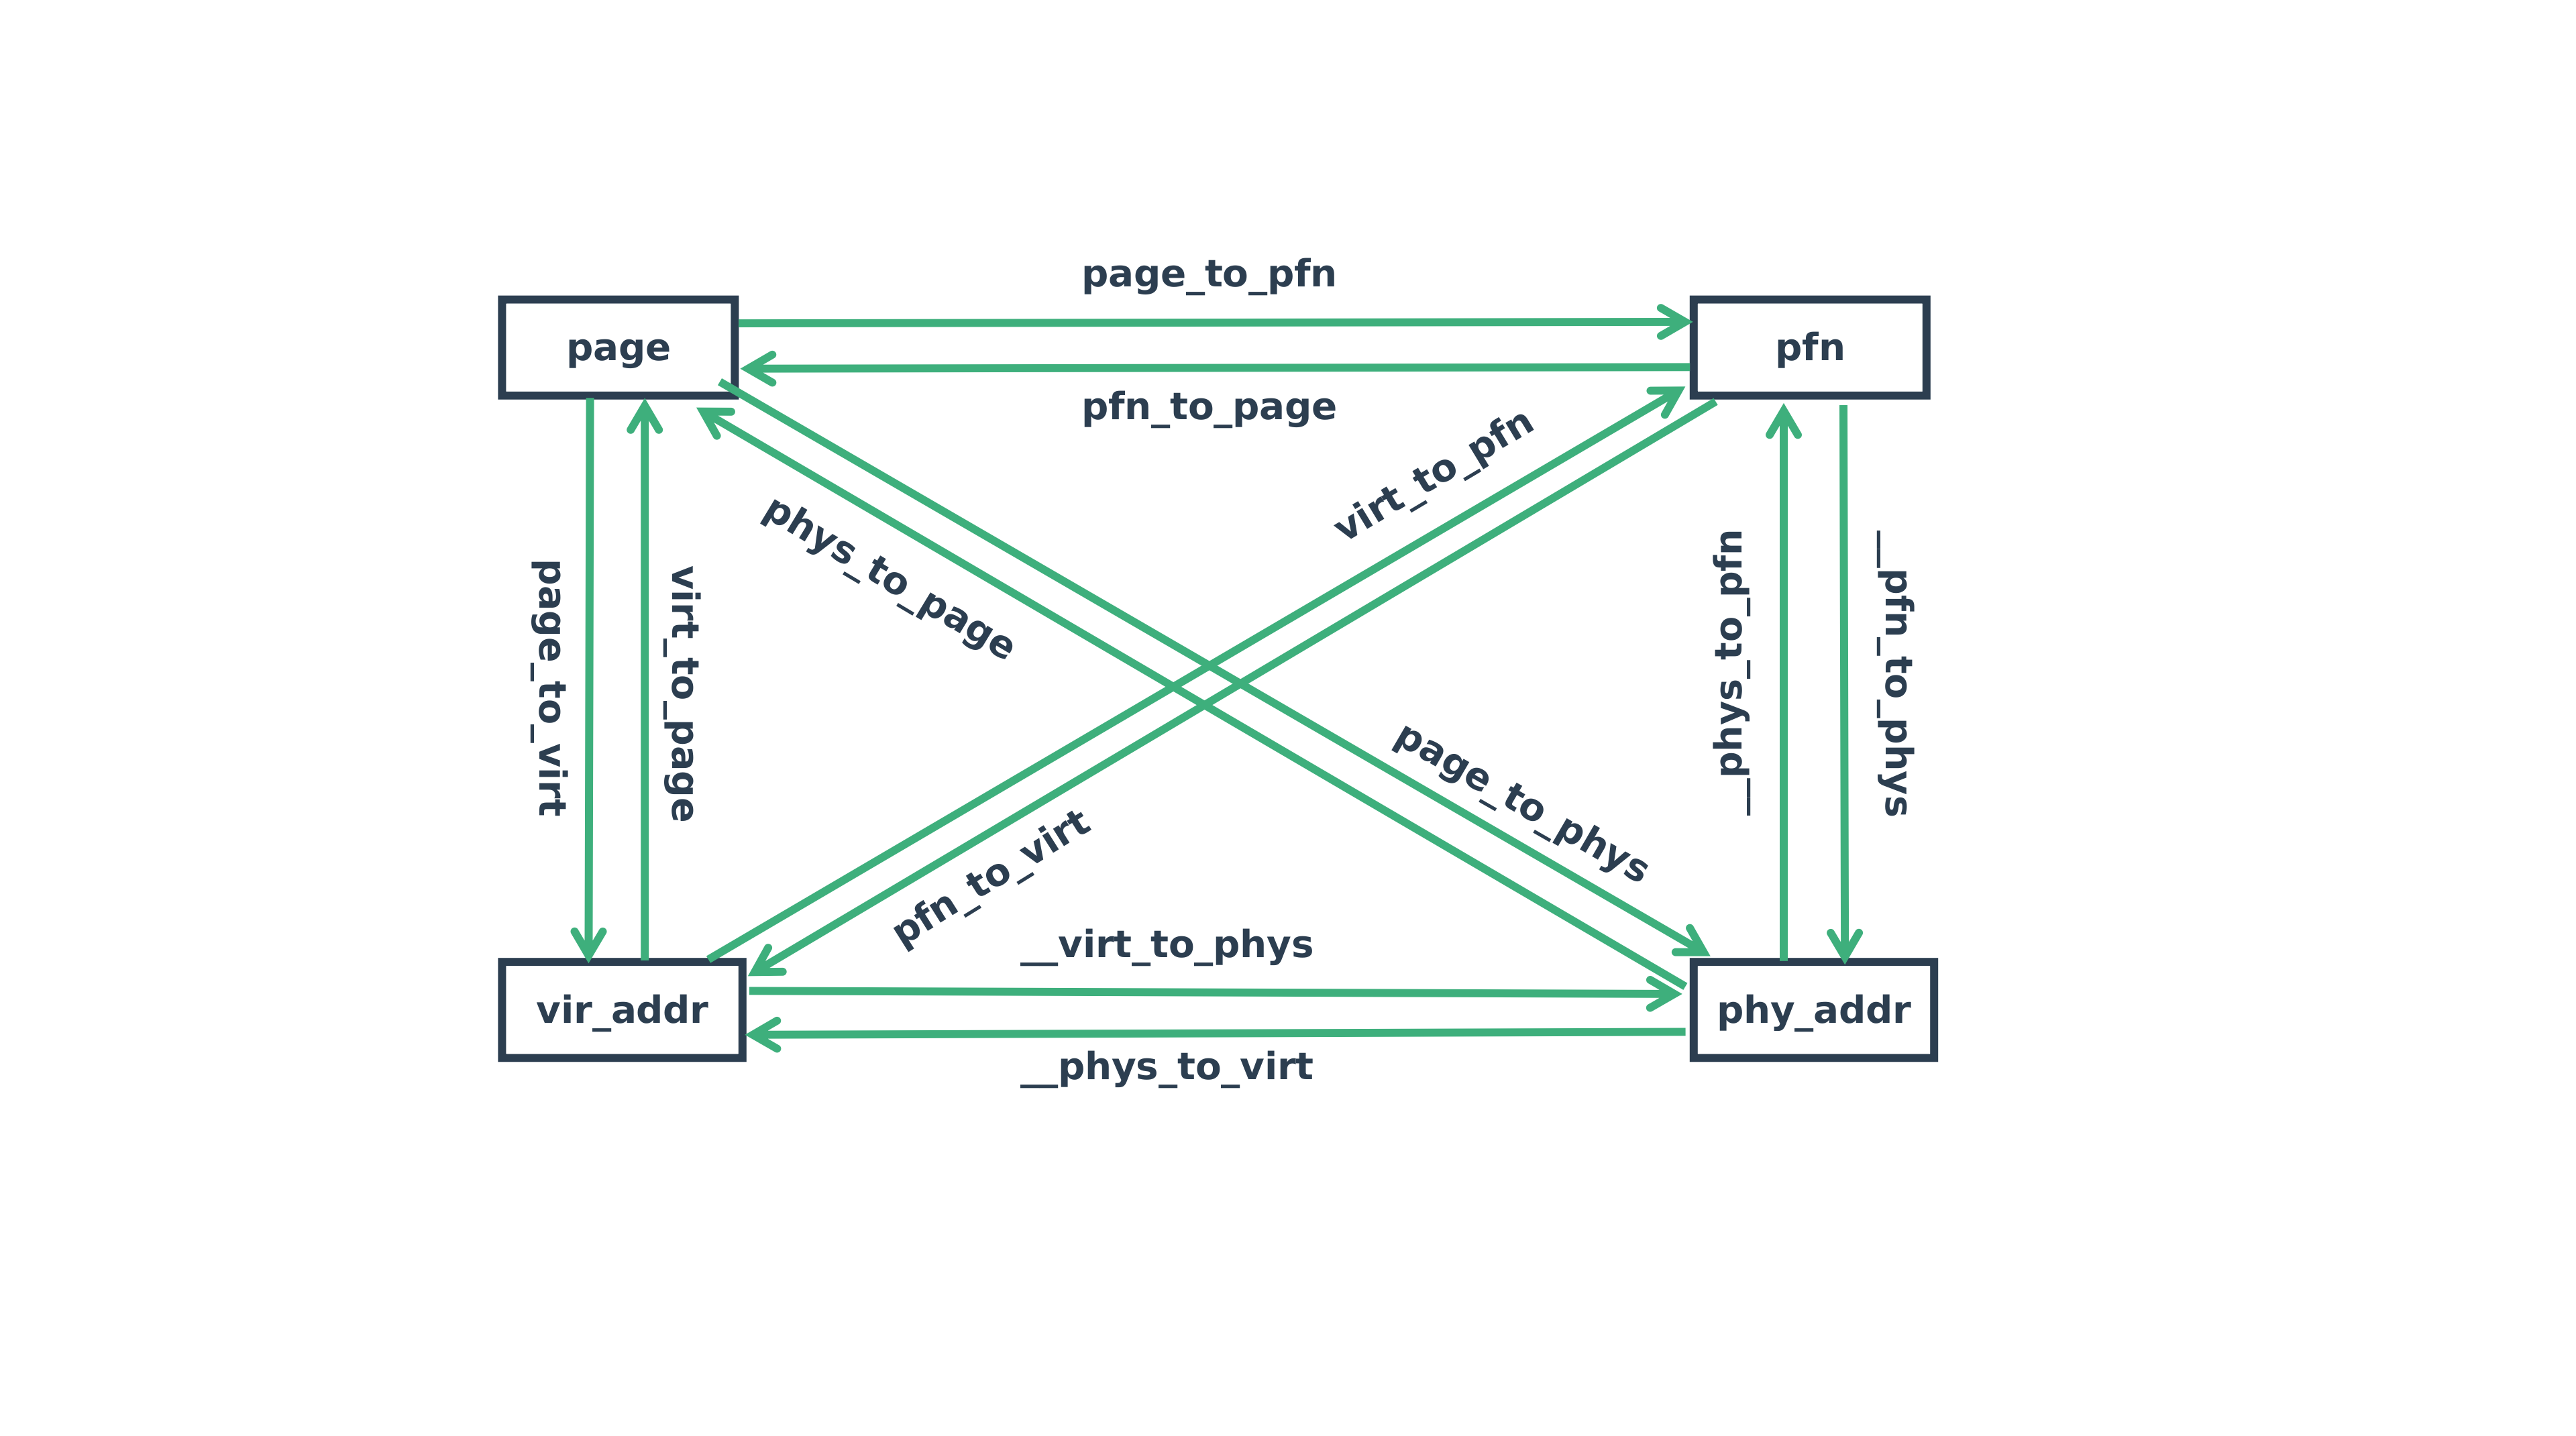 page_to_pfn
page
pfn
pfn_to_page
virt_to_pfn
phys_to_page
page_to_virt
virt_to_page
__phys_to_pfn
__pfn_to_phys
page_to_phys
pfn_to_virt
__virt_to_phys
vir_addr
phy_addr
__phys_to_virt